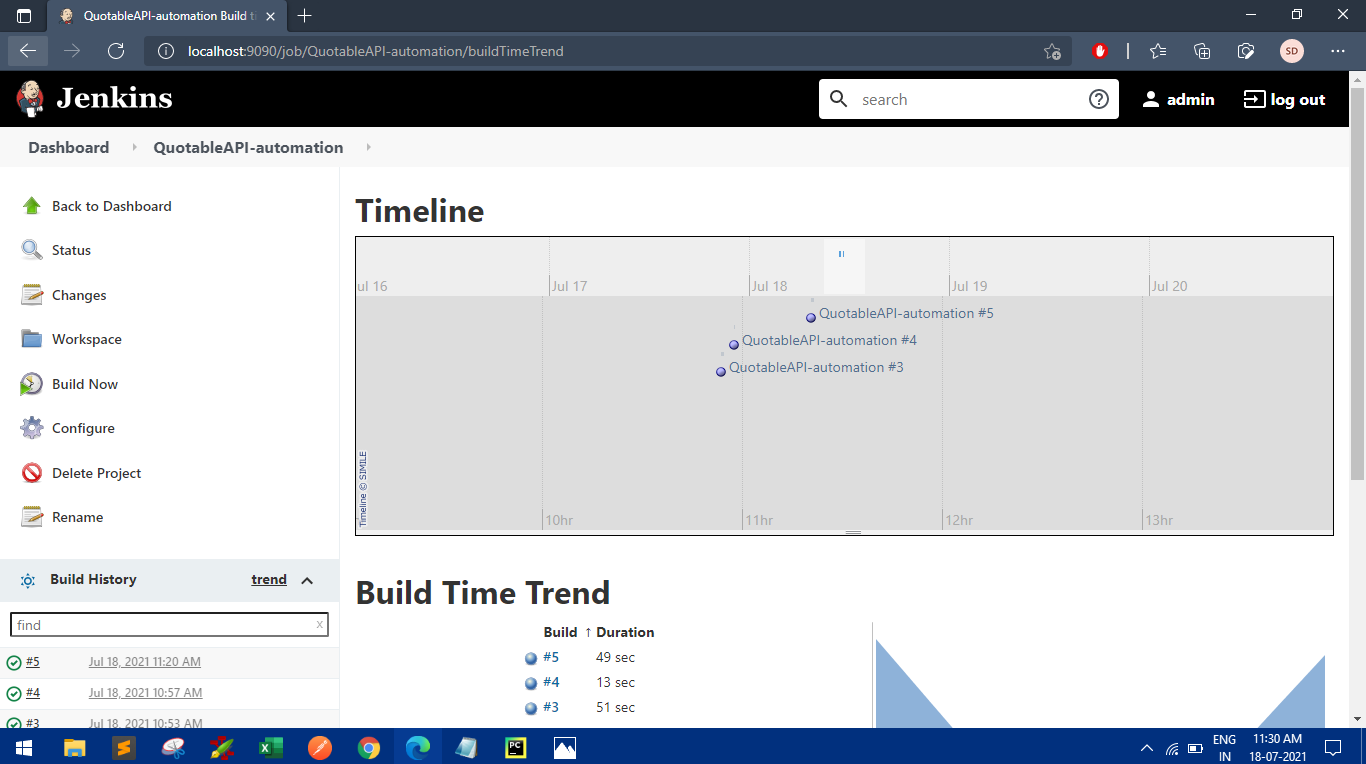 QuotableAPI-automation Build ti
localhost:9090/job/QuotableAPI-automation/buildTimeTrend
SD
Jenkins
search
admin
log out
Dashboard
QuotableAPI-automation
Back to Dashboard
Status
Changes
Workspace
Build Now
Configure
Delete Project
Rename
Build History trend
find x
#5 Jul 18, 2021 11:20 AM
#4 Jul 18, 2021 10:57 AM
#3 Jul 18, 2021 10:53 AM
Timeline
ul 16 Jul 17 Jul 18 Jul 19 Jul 20
QuotableAPI-automation #5
QuotableAPI-automation #4
QuotableAPI-automation #3
Timeline © SIMILE
10hr 11hr 12hr 13hr
Build Time Trend
Build ↑ Duration
#5 49 sec
#4 13 sec
#3 51 sec
PC
ENG
IN
11:30 AM
18-07-2021